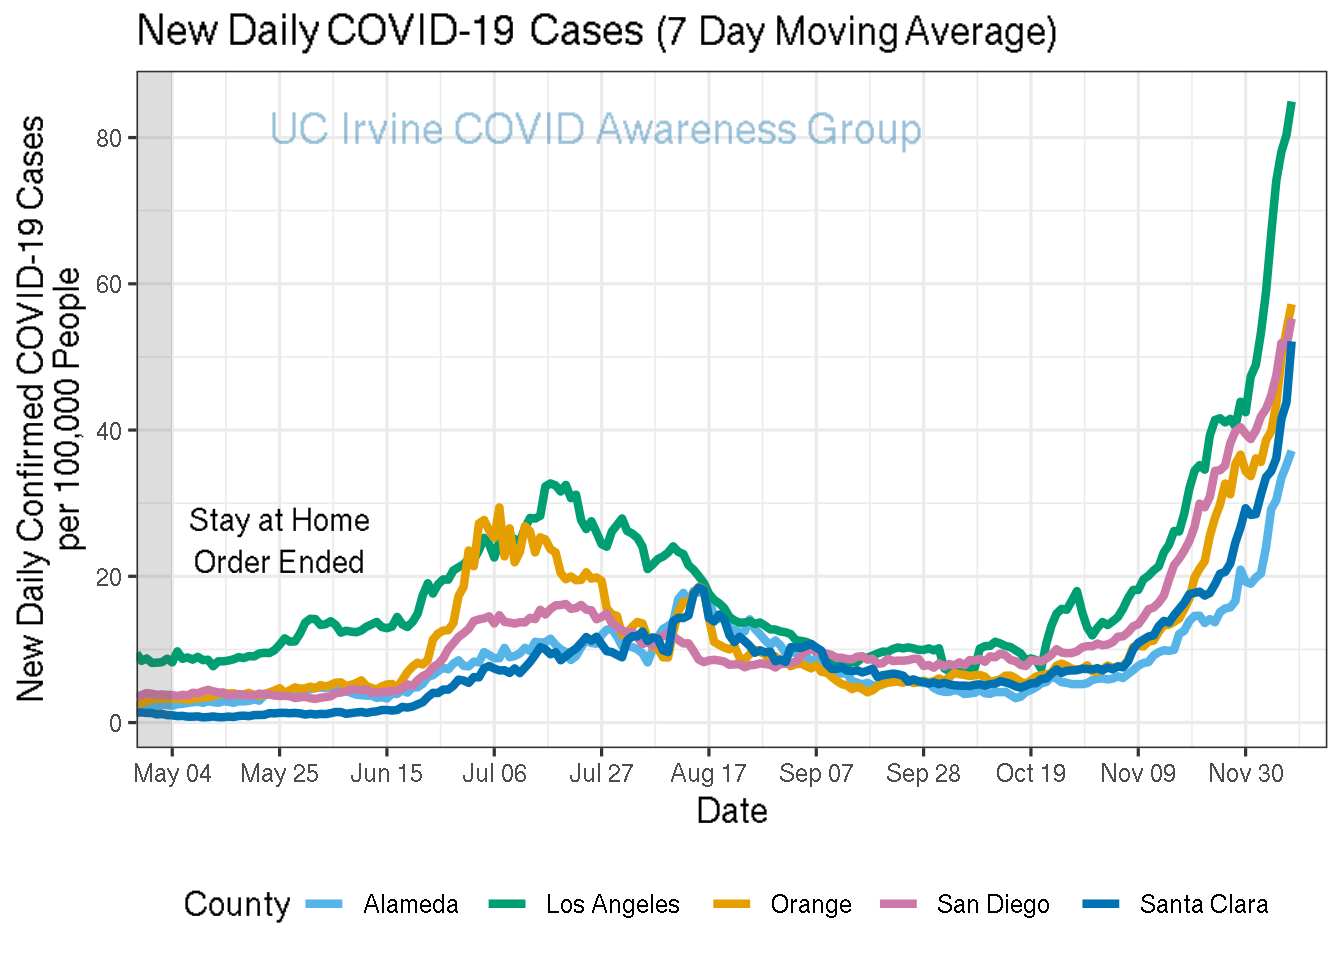 New Daily COVID-19 Cases (7 Day Moving Average)
UC Irvine COVID Awareness Group
New Daily Confirmed COVID-19 Cases
per 100,000 People
80
60
40
20
0
Stay at Home
Order Ended
May 04 May 25 Jun 15 Jul 06 Jul 27 Aug 17 Sep 07 Sep 28 Oct 19 Nov 09 Nov 30
Date
County Alameda Los Angeles Orange San Diego Santa Clara